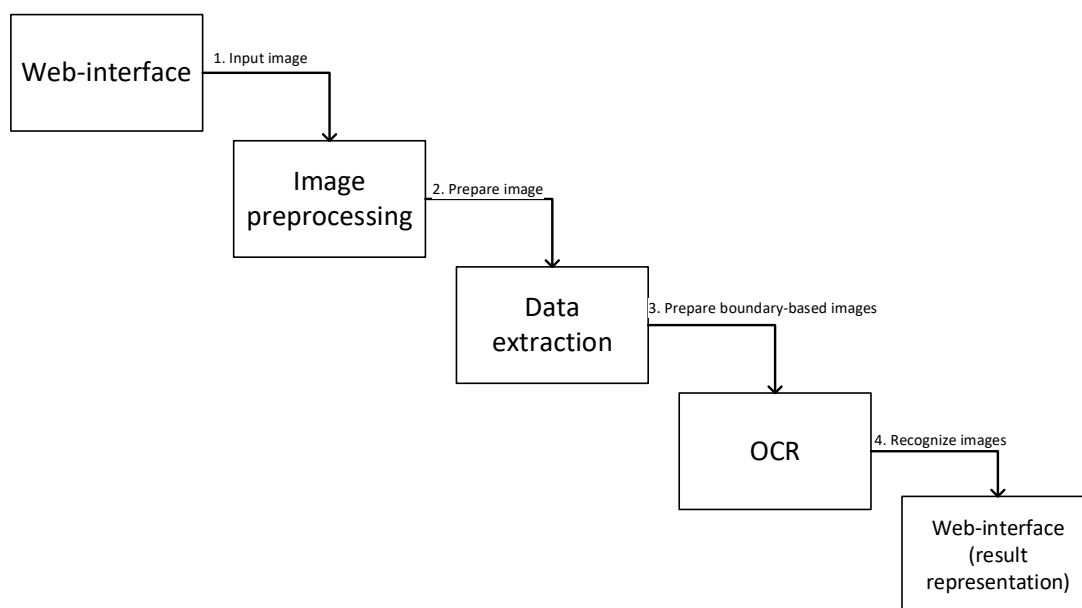 Web-interface
1. Input image
Image
preprocessing
2. Prepare image
Data
extraction
3. Prepare boundary-based images
OCR
4. Recognize images
Web-interface
(result
representation)